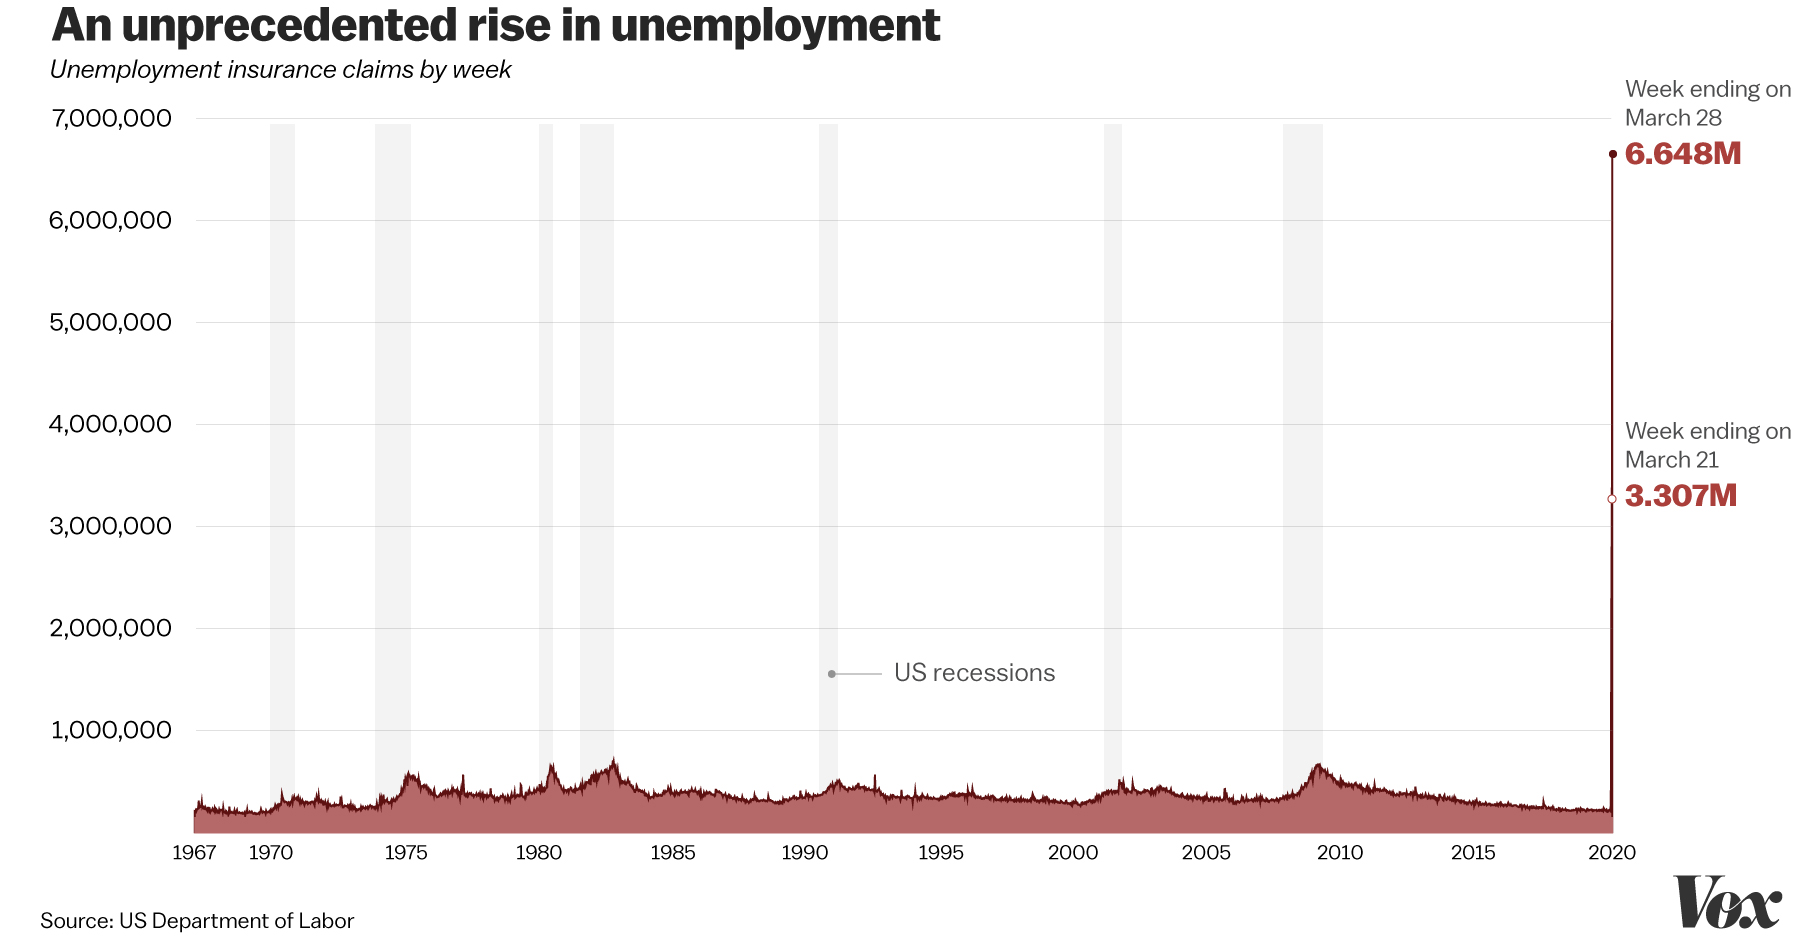 An unprecedented rise in unemployment
Unemployment insurance claims by week
Week ending on
March 28
6.648M
7,000,000
6,000,000
5,000,000
4,000,000
Week ending on
March 21
3.307M
3,000,000
2,000,000
US recessions
1,000,000
1967 1970 1975 1980 1985 1990 1995 2000 2005 2010 2015 2020
Source: US Department of Labor
Vox